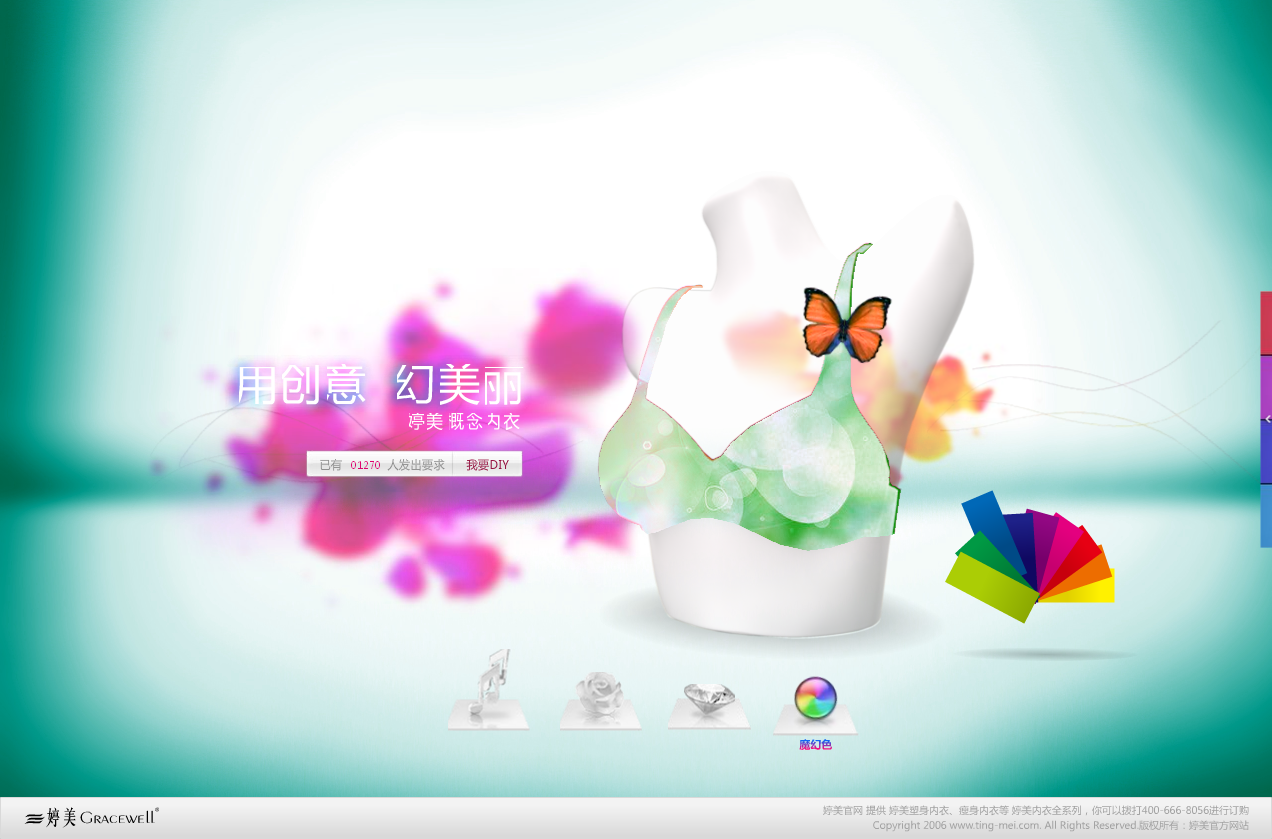 用创意 幻美丽
婷美 概念内衣
已有 01270 人发出要求 我要DIY
魔幻色
婷美 GRACEWELL®
婷美官网 提供 婷美塑身内衣、瘦身内衣等 婷美内衣全系列，你可以拨打400-666-8056进行订购
Copyright 2006 www.ting-mei.com. All Rights Reserved.版权所有：婷美官方网站